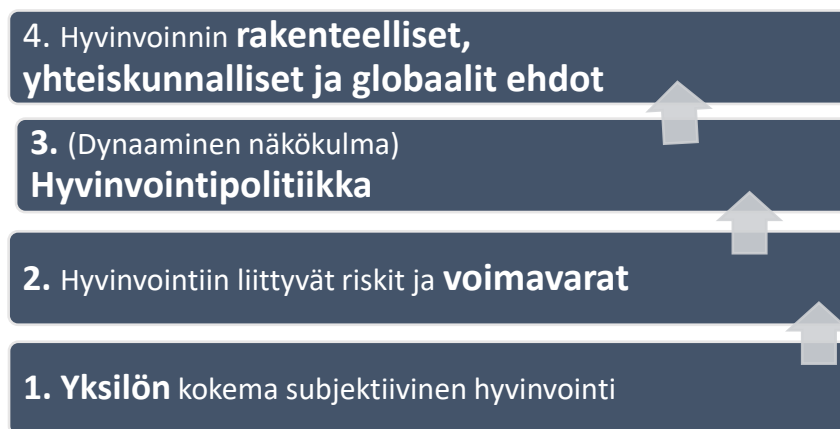 4. Hyvinvoinnin rakenteelliset,
yhteiskunnalliset ja globaalit ehdot
3. (Dynaaminen näkökulma)
Hyvinvointipolitiikka
2. Hyvinvointiin liittyvät riskit ja voimavarat
1. Yksilön kokema subjektiivinen hyvinvointi